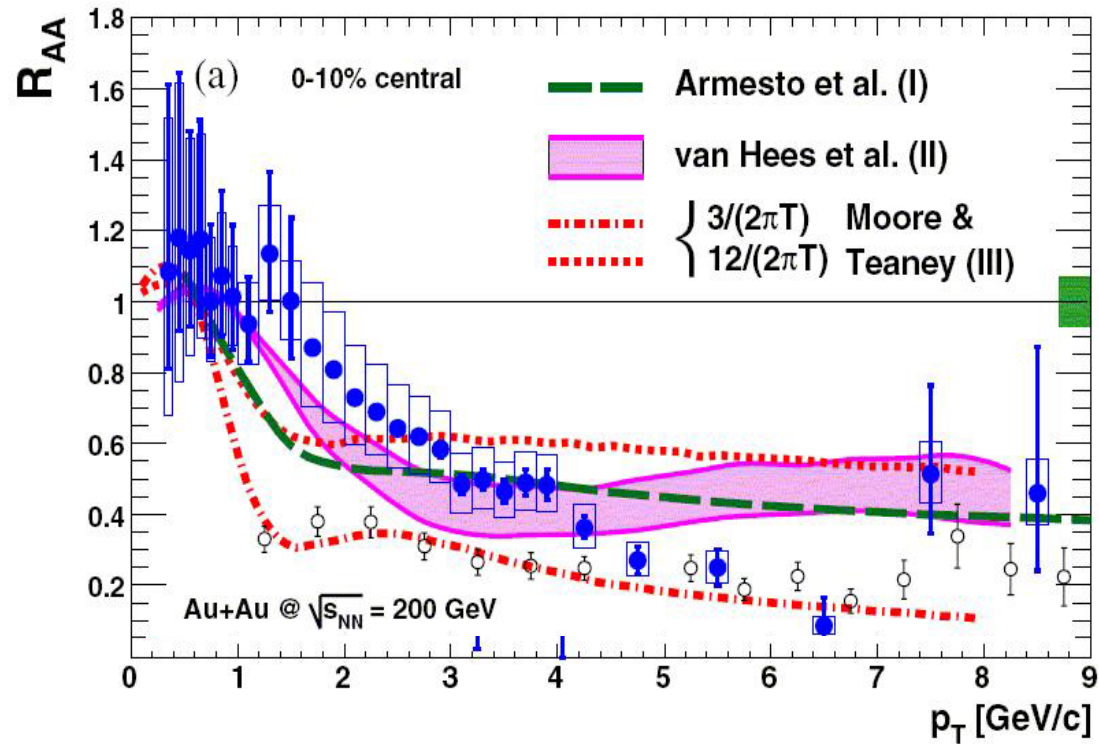 R_AA
1.8
1.6
1.4
1.2
1
0.8
0.6
0.4
0.2
(a) 0-10% central
Armesto et al. (I)
van Hees et al. (II)
3/(2πT) Moore &
12/(2πT) Teaney (III)
Au+Au @ √s_NN = 200 GeV
0 1 2 3 4 5 6 7 8 9
p_T [GeV/c]